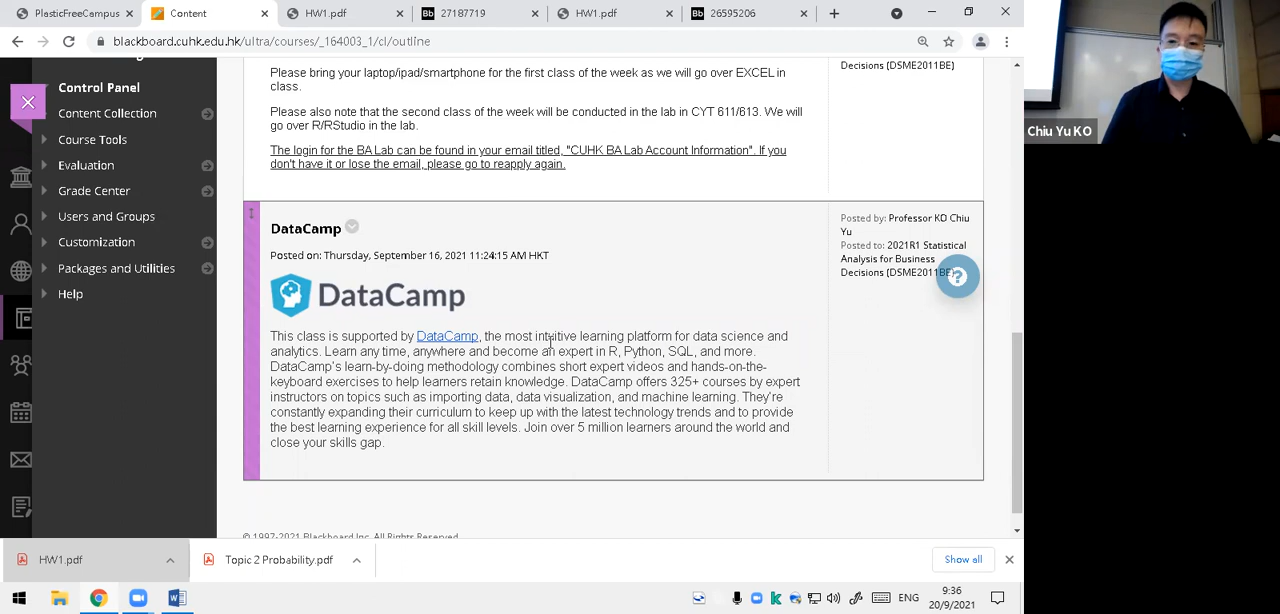 PlasticFreeCampus
Content
HW1.pdf
Bb 27187719
HW1.pdf
Bb 26595206
blackboard.cuhk.edu.hk/ultra/courses/_164003_1/cl/outline
Control Panel
Content Collection
Course Tools
Evaluation
Grade Center
Users and Groups
Customization
Packages and Utilities
Help
Please bring your laptop/ipad/smartphone for the first class of the week as we will go over EXCEL in
class.
Please also note that the second class of the week will be conducted in the lab in CYT 611/613. We will
go over R/RStudio in the lab.
The login for the BA Lab can be found in your email titled, "CUHK BA Lab Account Information". If you
don't have it or lose the email, please go to reapply again.
Decisions (DSME2011BE)
DataCamp
Posted on: Thursday, September 16, 2021 11:24:15 AM HKT
DataCamp
This class is supported by DataCamp, the most intuitive learning platform for data science and
analytics. Learn any time, anywhere and become an expert in R, Python, SQL, and more.
DataCamp's learn-by-doing methodology combines short expert videos and hands-on-the-
keyboard exercises to help learners retain knowledge. DataCamp offers 325+ courses by expert
instructors on topics such as importing data, data visualization, and machine learning. They're
constantly expanding their curriculum to keep up with the latest technology trends and to provide
the best learning experience for all skill levels. Join over 5 million learners around the world and
close your skills gap.
Posted by: Professor KO Chiu
Yu
Posted to: 2021R1 Statistical
Analysis for Business
Decisions (DSME2011BE)
?
© 1997-2021 Blackboard Inc. All Rights Reserved.
Chiu Yu KO
HW1.pdf
Topic 2 Probability.pdf
Show all
ENG
9:36
20/9/2021